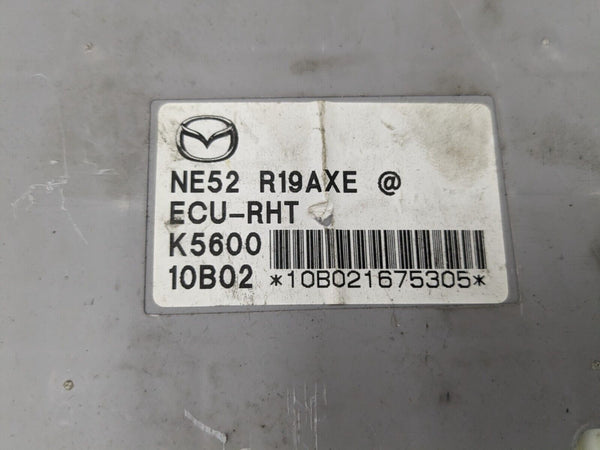 NE52 R19AXE @
ECU-RHT
K5600
10B02 *10B021675305*